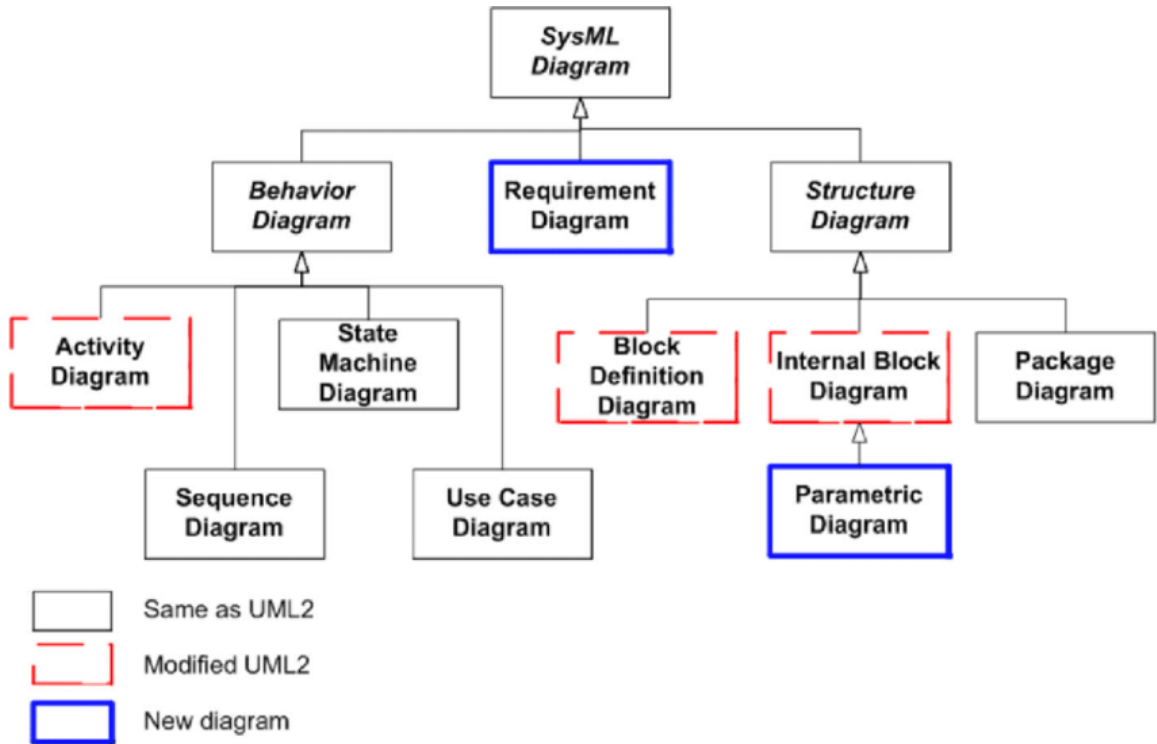 SysML
Diagram
Behavior
Diagram
Requirement
Diagram
Structure
Diagram
Activity
Diagram
State
Machine
Diagram
Block
Definition
Diagram
Internal Block
Diagram
Package
Diagram
Sequence
Diagram
Use Case
Diagram
Parametric
Diagram
Same as UML2
Modified UML2
New diagram